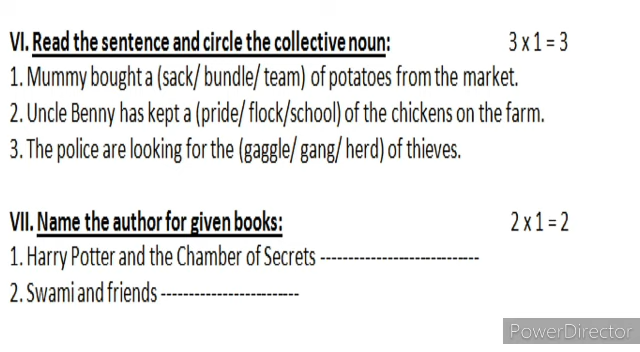 VI. Read the sentence and circle the collective noun: 3 x 1 = 3
1. Mummy bought a (sack/ bundle/ team) of potatoes from the market.
2. Uncle Benny has kept a (pride/ flock/school) of the chickens on the farm.
3. The police are looking for the (gaggle/ gang/ herd) of thieves.
VII. Name the author for given books: 2 x 1 = 2
1. Harry Potter and the Chamber of Secrets -----------------------------
2. Swami and friends -------------------------
PowerDirector